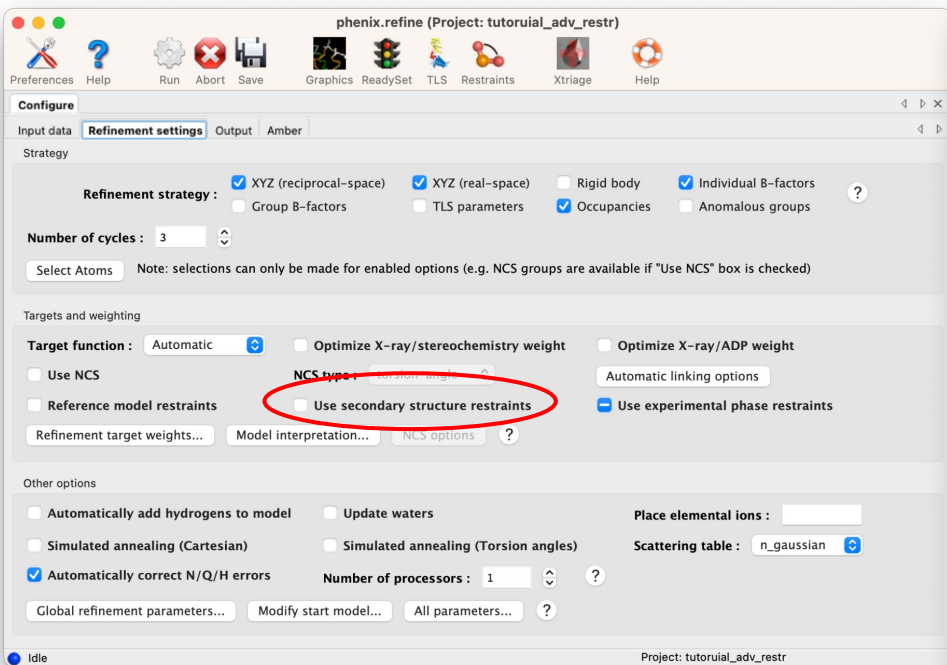 phenix.refine (Project: tutoruial_adv_restr)
Preferences Help Run Abort Save Graphics ReadySet TLS Restraints Xtriage Help
Configure
Input data Refinement settings Output Amber
Strategy
Refinement strategy : XYZ (reciprocal-space) XYZ (real-space) Rigid body Individual B-factors ?
Group B-factors TLS parameters Occupancies Anomalous groups
Number of cycles : 3
Select Atoms Note: selections can only be made for enabled options (e.g. NCS groups are available if "Use NCS" box is checked)
Targets and weighting
Target function : Automatic Optimize X-ray/stereochemistry weight Optimize X-ray/ADP weight
Use NCS NCS type : torsion-angle Automatic linking options
Reference model restraints Use secondary structure restraints Use experimental phase restraints
Refinement target weights... Model interpretation... NCS options ?
Other options
Automatically add hydrogens to model Update waters Place elemental ions :
Simulated annealing (Cartesian) Simulated annealing (Torsion angles) Scattering table : n_gaussian
Automatically correct N/Q/H errors Number of processors : 1 ?
Global refinement parameters... Modify start model... All parameters... ?
Idle Project: tutoruial_adv_restr